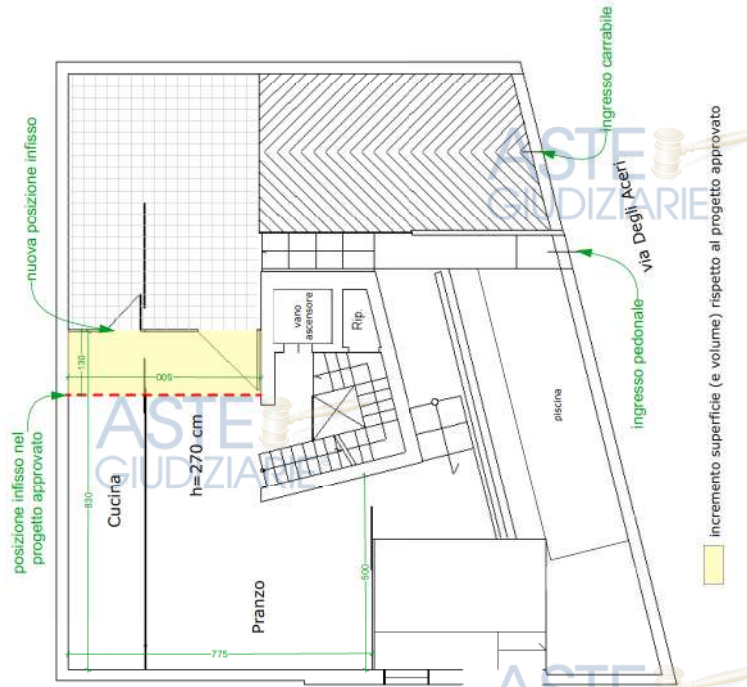 posizione infisso nel
progetto approvato
nuova posizione infisso
ingresso carrabile
via Degli Aceri
ingresso pedonale
Cucina
h=270 cm
Pranzo
vano
ascensore
Rip.
piscina
130
500
830
775
500
incremento superficie (e volume) rispetto al progetto approvato
ASTE
GIUDIZIARIE
ASTE
GIUDIZIARIE
ASTE